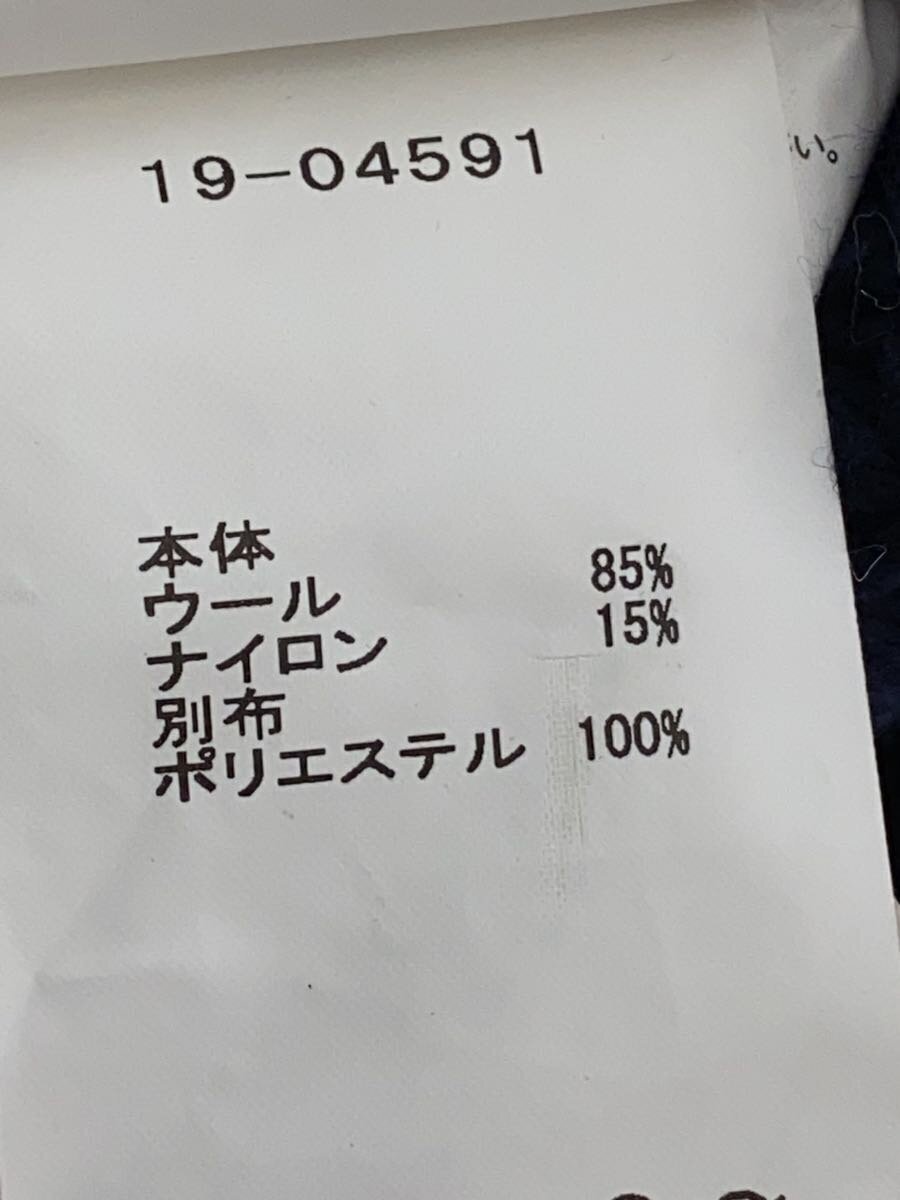 19-04591
い。
本体
ウール 85%
ナイロン 15%
別布
ポリエステル 100%